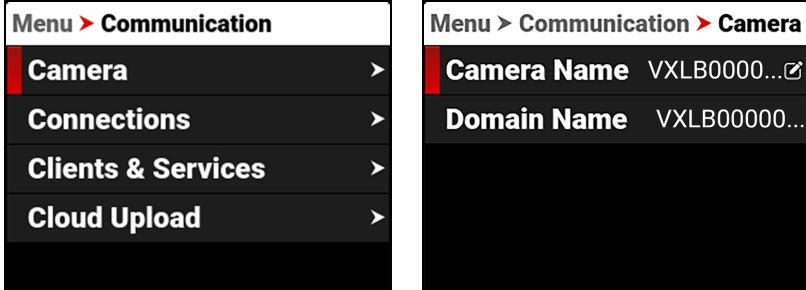 Menu > Communication
Camera
Connections
Clients & Services
Cloud Upload
Menu > Communication > Camera
Camera Name VXLB0000...
Domain Name VXLB00000...